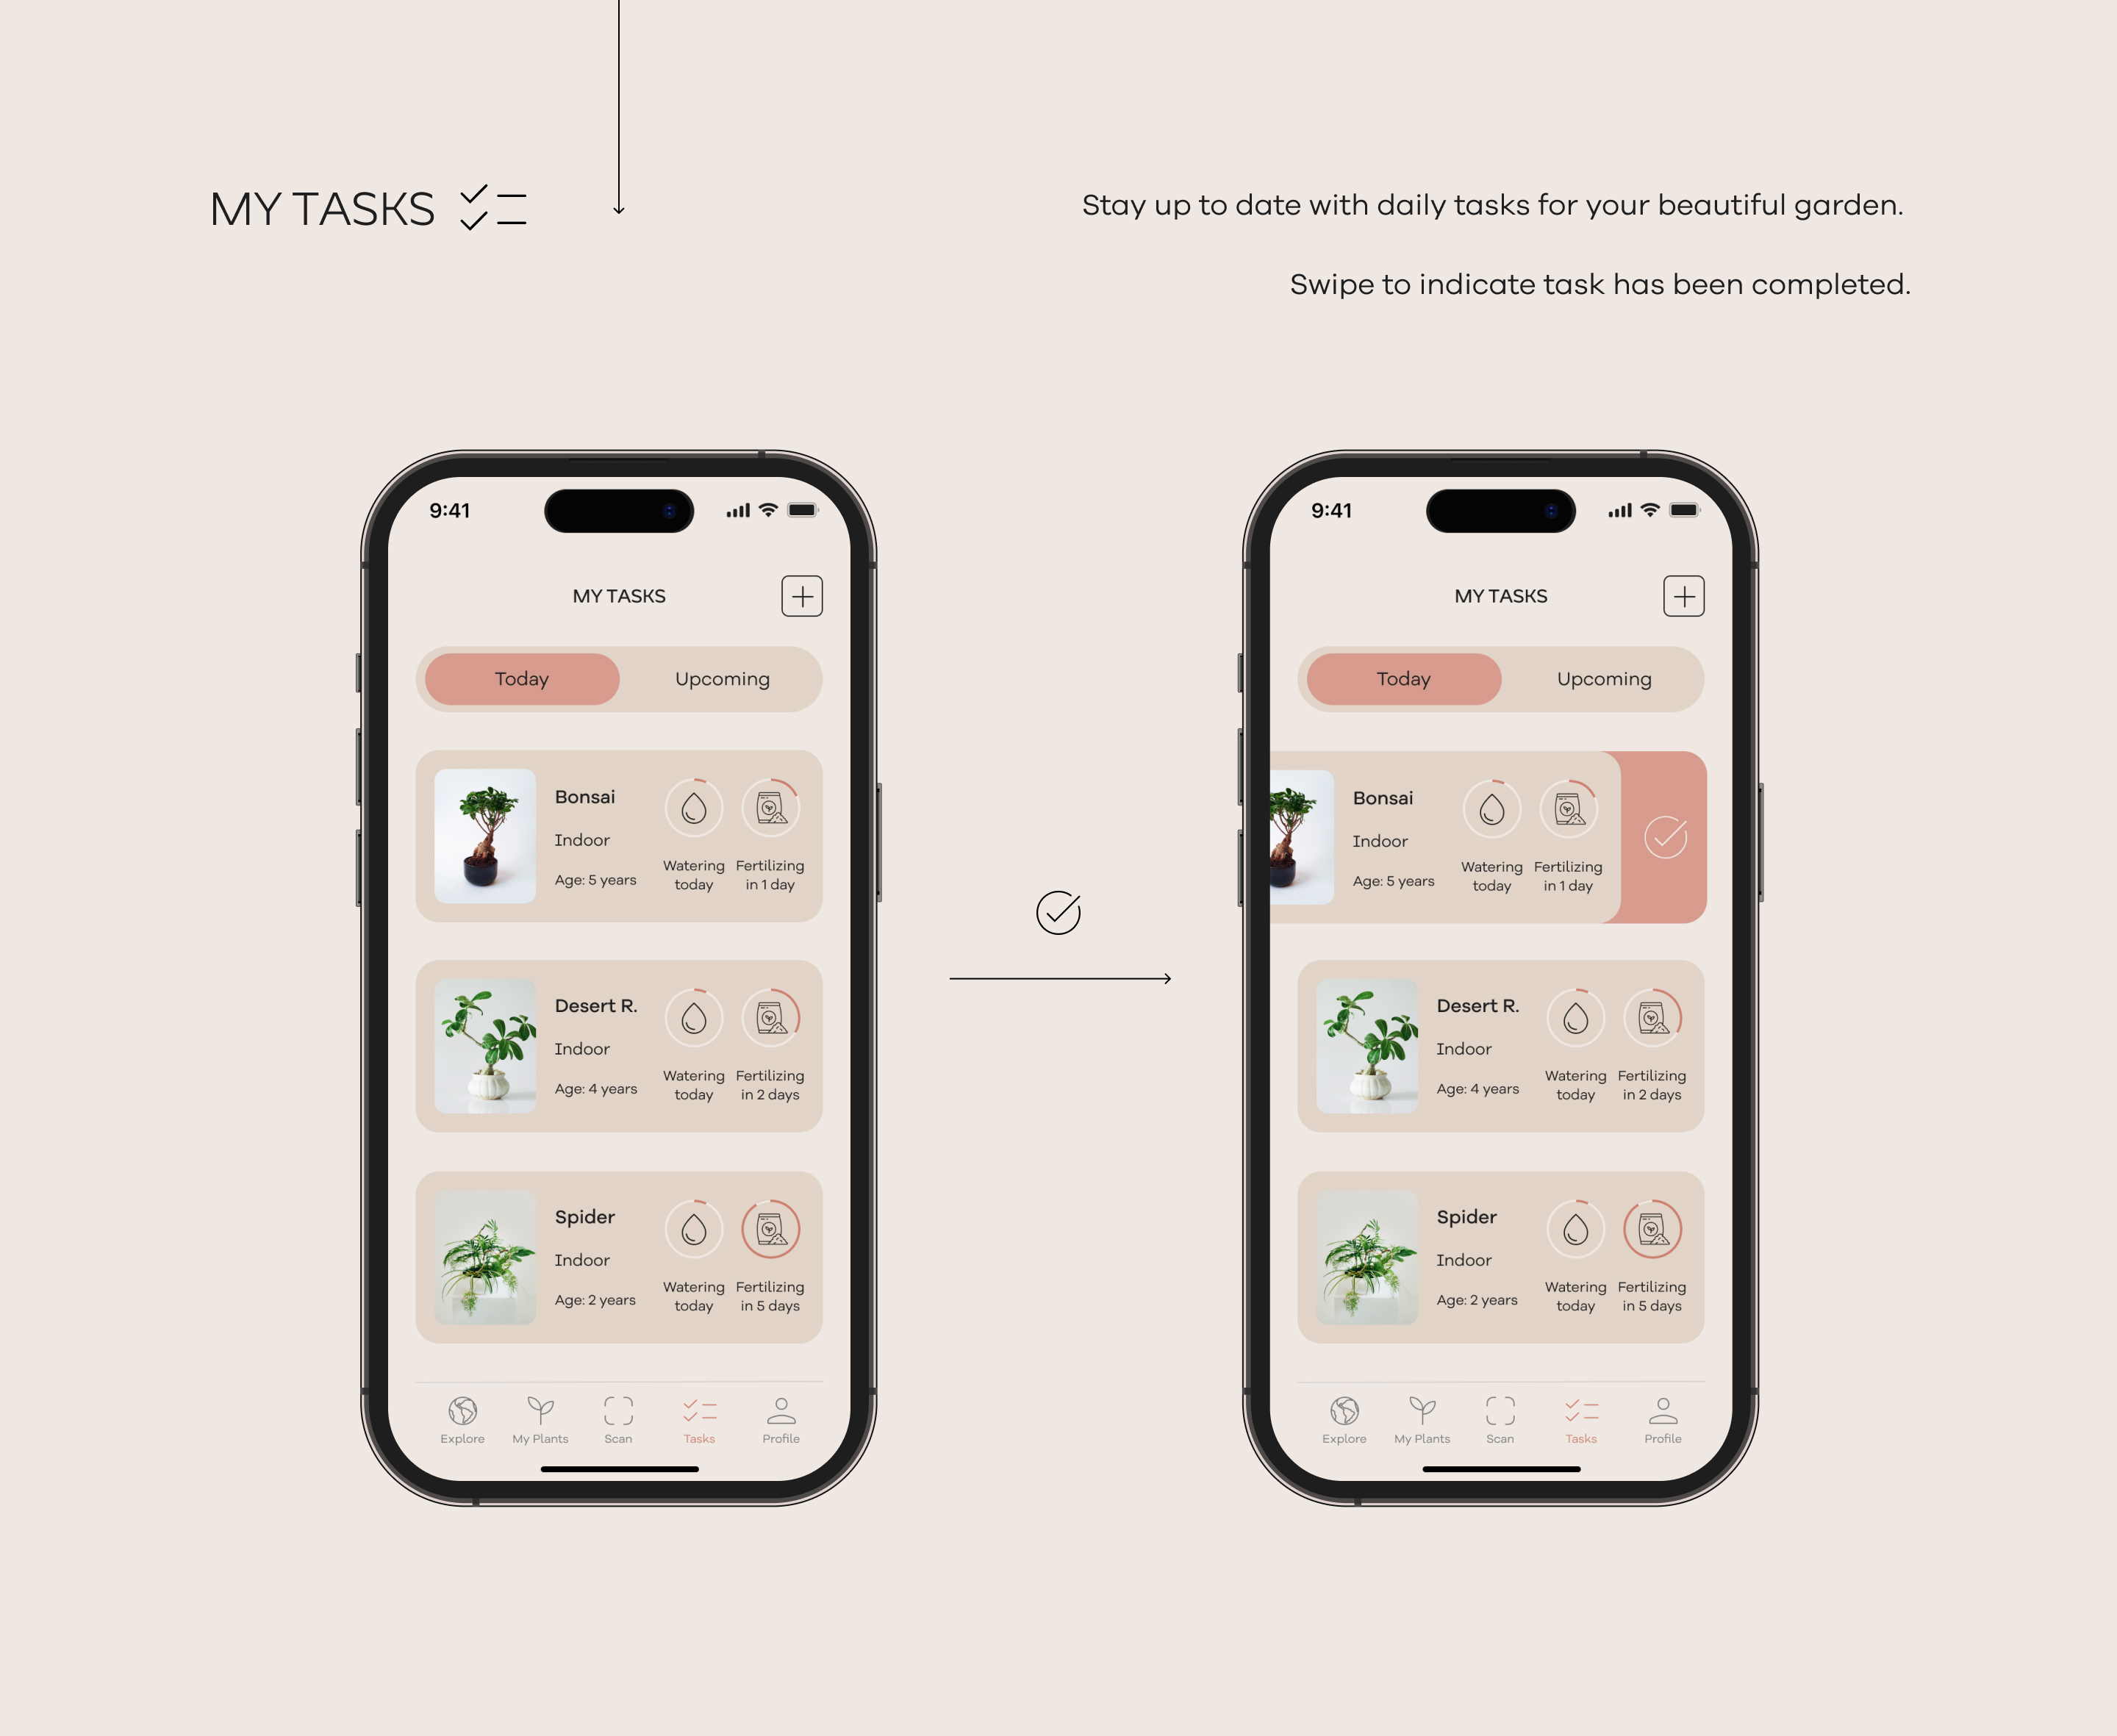 MY TASKS
Stay up to date with daily tasks for your beautiful garden.
Swipe to indicate task has been completed.
9:41
MY TASKS
Today
Upcoming
Bonsai
Indoor
Age: 5 years
Watering
today
Fertilizing
in 1 day
Desert R.
Indoor
Age: 4 years
Watering
today
Fertilizing
in 2 days
Spider
Indoor
Age: 2 years
Watering
today
Fertilizing
in 5 days
Explore
My Plants
Scan
Tasks
Profile
9:41
MY TASKS
Today
Upcoming
Bonsai
Indoor
Age: 5 years
Watering
today
Fertilizing
in 1 day
Desert R.
Indoor
Age: 4 years
Watering
today
Fertilizing
in 2 days
Spider
Indoor
Age: 2 years
Watering
today
Fertilizing
in 5 days
Explore
My Plants
Scan
Tasks
Profile